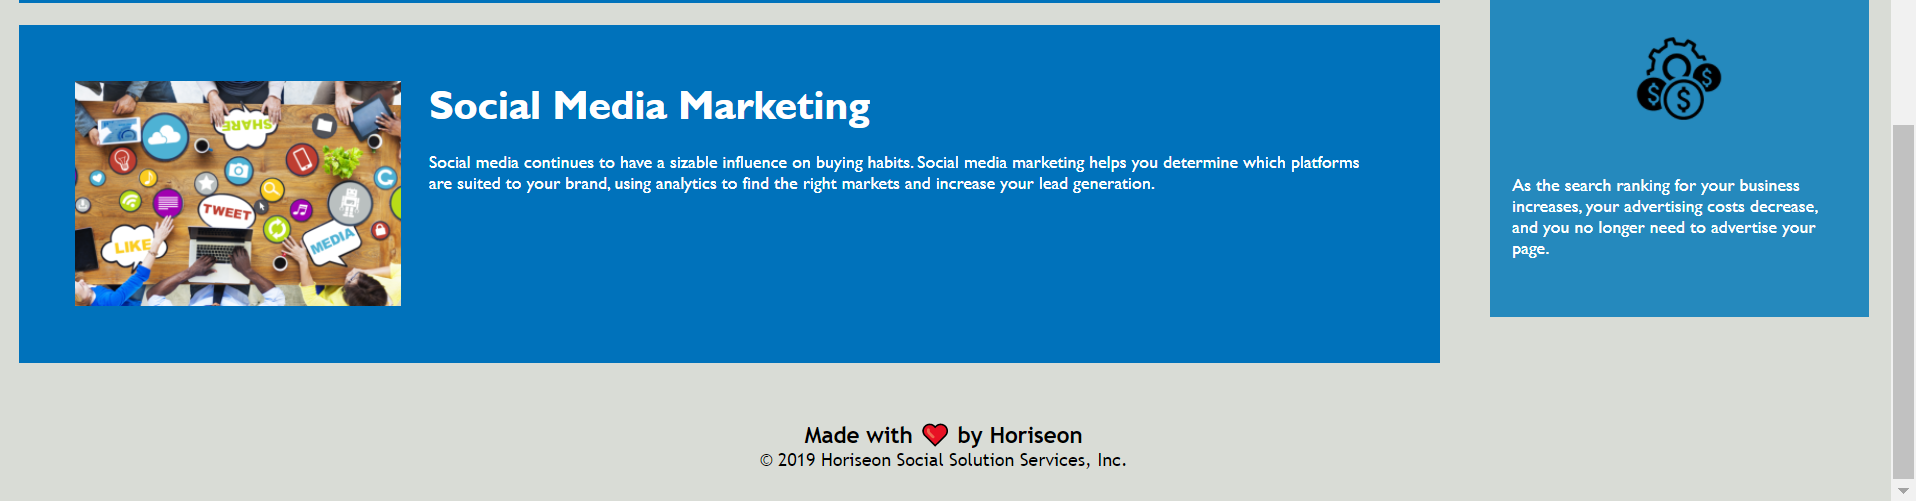 SHARE
TWEET
LIKE
MEDIA
Social Media Marketing
Social media continues to have a sizable influence on buying habits. Social media marketing helps you determine which platforms
are suited to your brand, using analytics to find the right markets and increase your lead generation.
$
$
$
As the search ranking for your business
increases, your advertising costs decrease,
and you no longer need to advertise your
page.
Made with ❤️ by Horiseon
© 2019 Horiseon Social Solution Services, Inc.